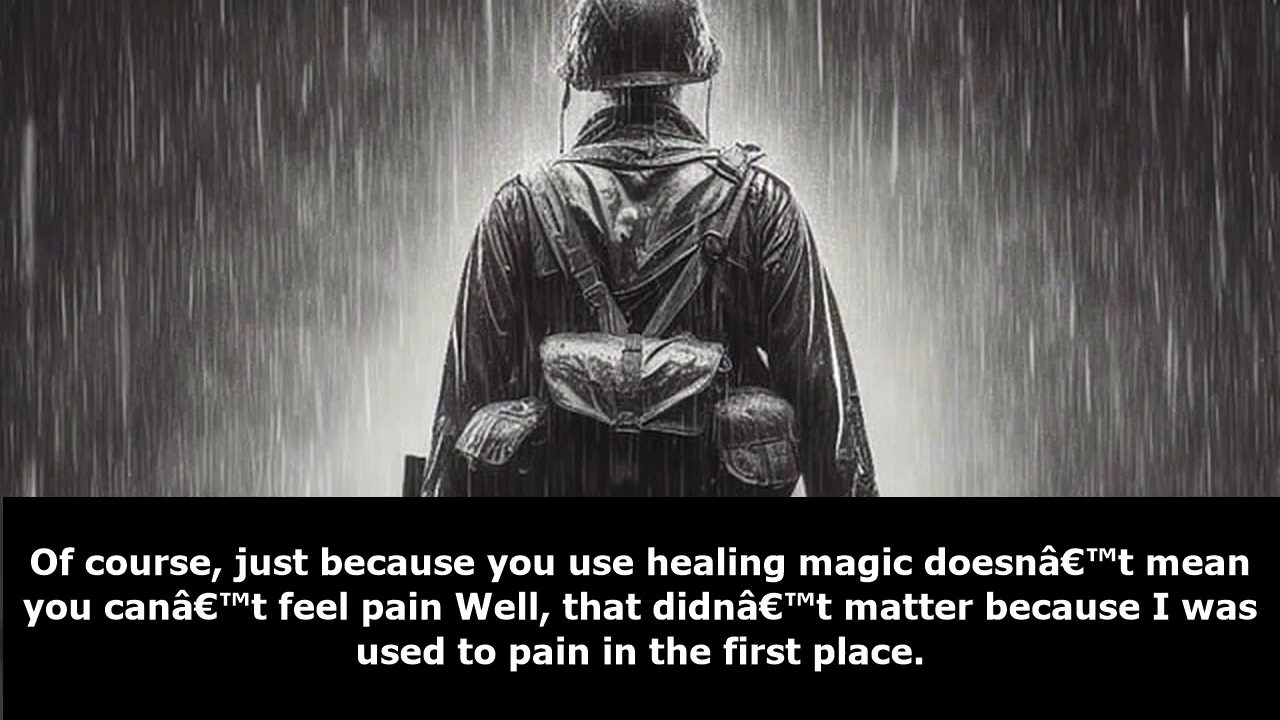 Of course, just because you use healing magic doesnâ€™t mean
you canâ€™t feel pain Well, that didnâ€™t matter because I was
used to pain in the first place.